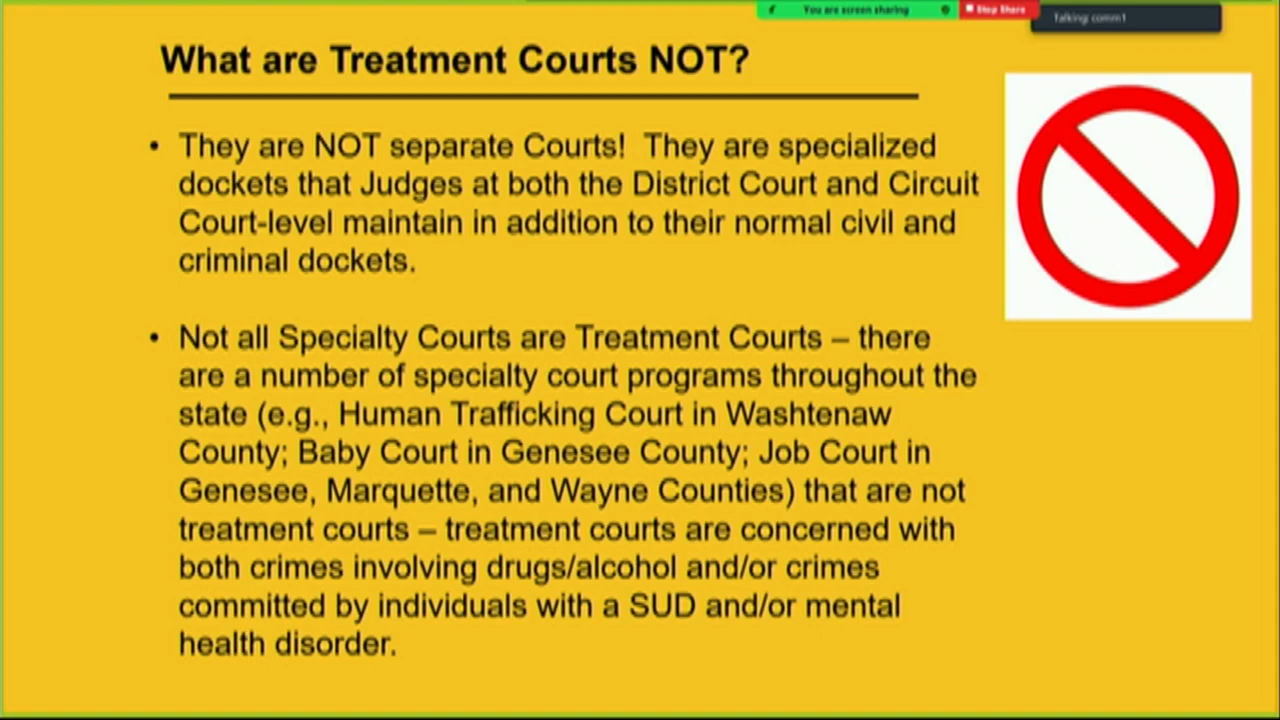 You are screen sharing
Stop Share
Talking: comm1
What are Treatment Courts NOT?
• They are NOT separate Courts! They are specialized
dockets that Judges at both the District Court and Circuit
Court-level maintain in addition to their normal civil and
criminal dockets.
• Not all Specialty Courts are Treatment Courts – there
are a number of specialty court programs throughout the
state (e.g., Human Trafficking Court in Washtenaw
County; Baby Court in Genesee County; Job Court in
Genesee, Marquette, and Wayne Counties) that are not
treatment courts – treatment courts are concerned with
both crimes involving drugs/alcohol and/or crimes
committed by individuals with a SUD and/or mental
health disorder.